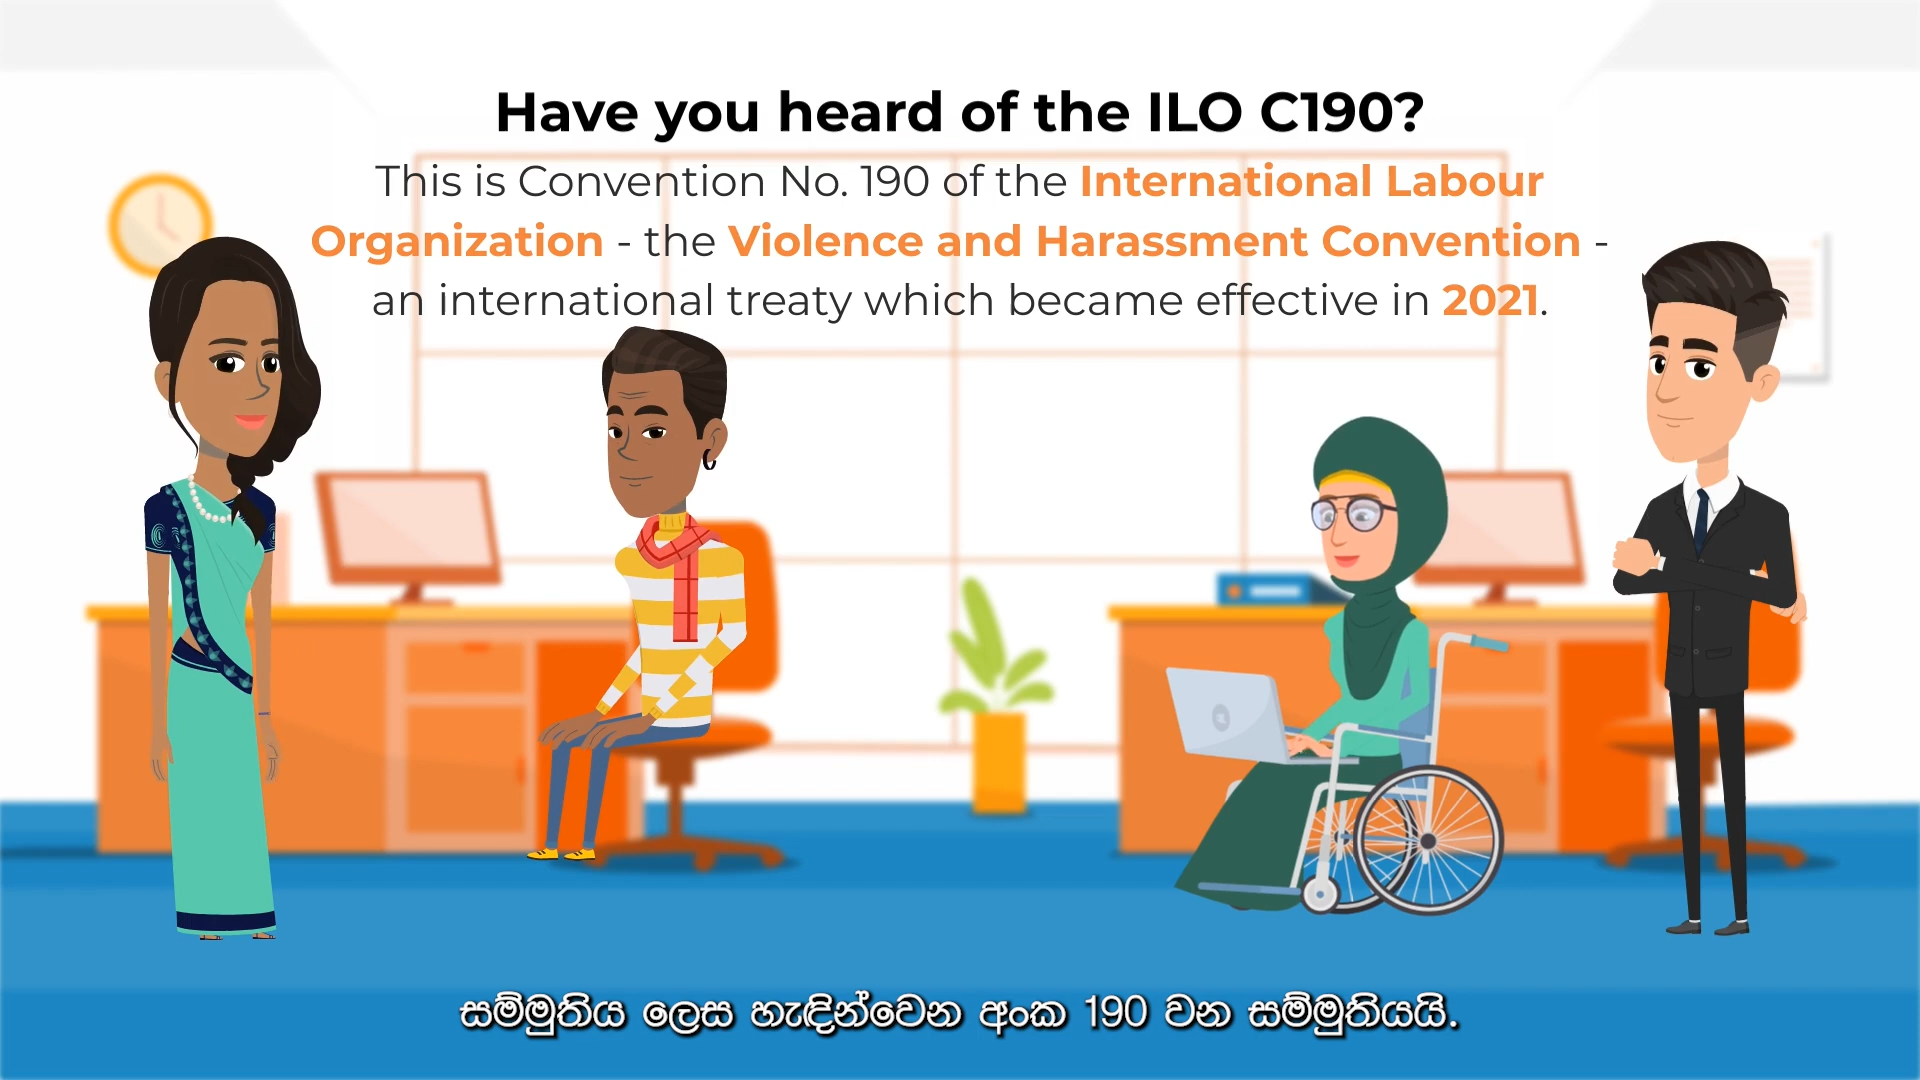 Have you heard of the ILO C190?
This is Convention No. 190 of the International Labour
Organization - the Violence and Harassment Convention -
an international treaty which became effective in 2021.
සම්මුතිය ලෙස හැඳින්වෙන අංක 190 වන සම්මුතියයි.